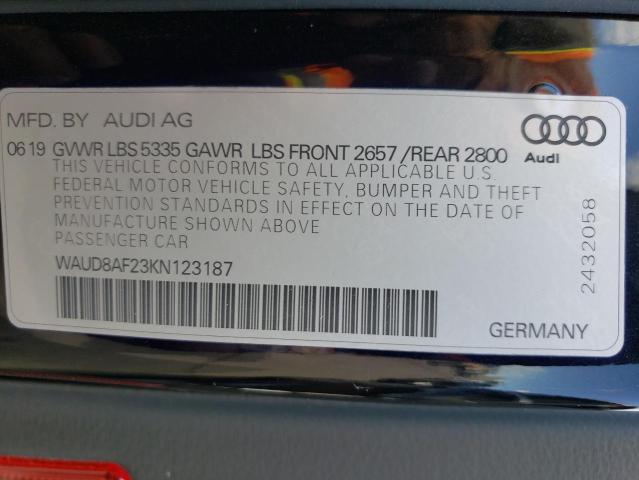 MFD. BY AUDI AG
06 19 GVWR LBS 5335 GAWR LBS FRONT 2657 /REAR 2800
THIS VEHICLE CONFORMS TO ALL APPLICABLE U.S.
FEDERAL MOTOR VEHICLE SAFETY, BUMPER AND THEFT
PREVENTION STANDARDS IN EFFECT ON THE DATE OF
MANUFACTURE SHOWN ABOVE
PASSENGER CAR
WAUD8AF23KN123187
Audi
2432058
GERMANY